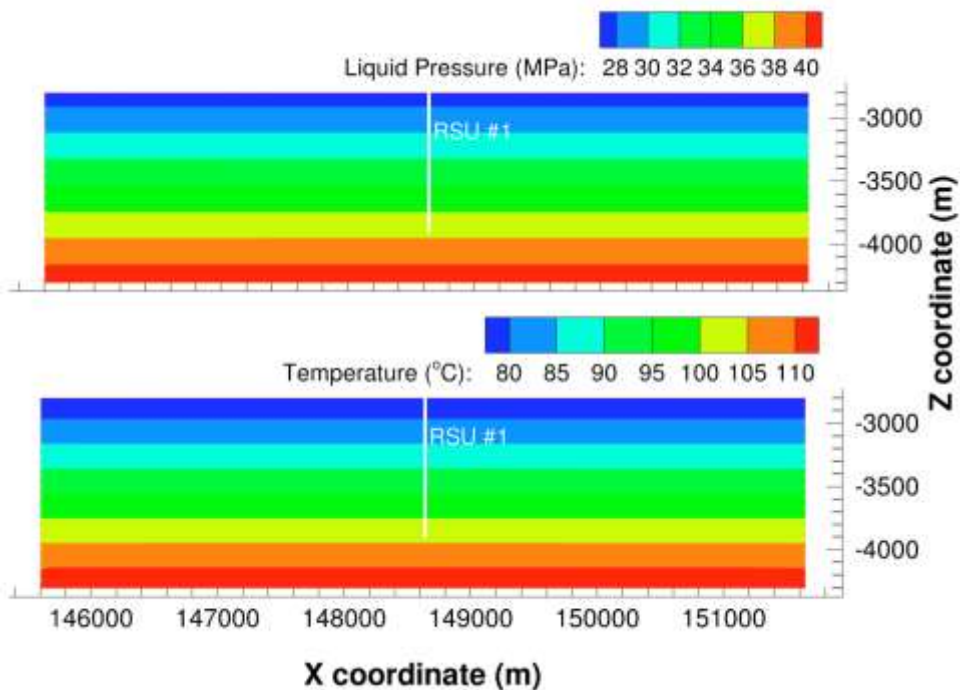 Liquid Pressure (MPa): 28 30 32 34 36 38 40
RSU #1
-3000
-3500
-4000
Temperature (°C): 80 85 90 95 100 105 110
RSU #1
-3000
-3500
-4000
Z coordinate (m)
146000 147000 148000 149000 150000 151000
X coordinate (m)